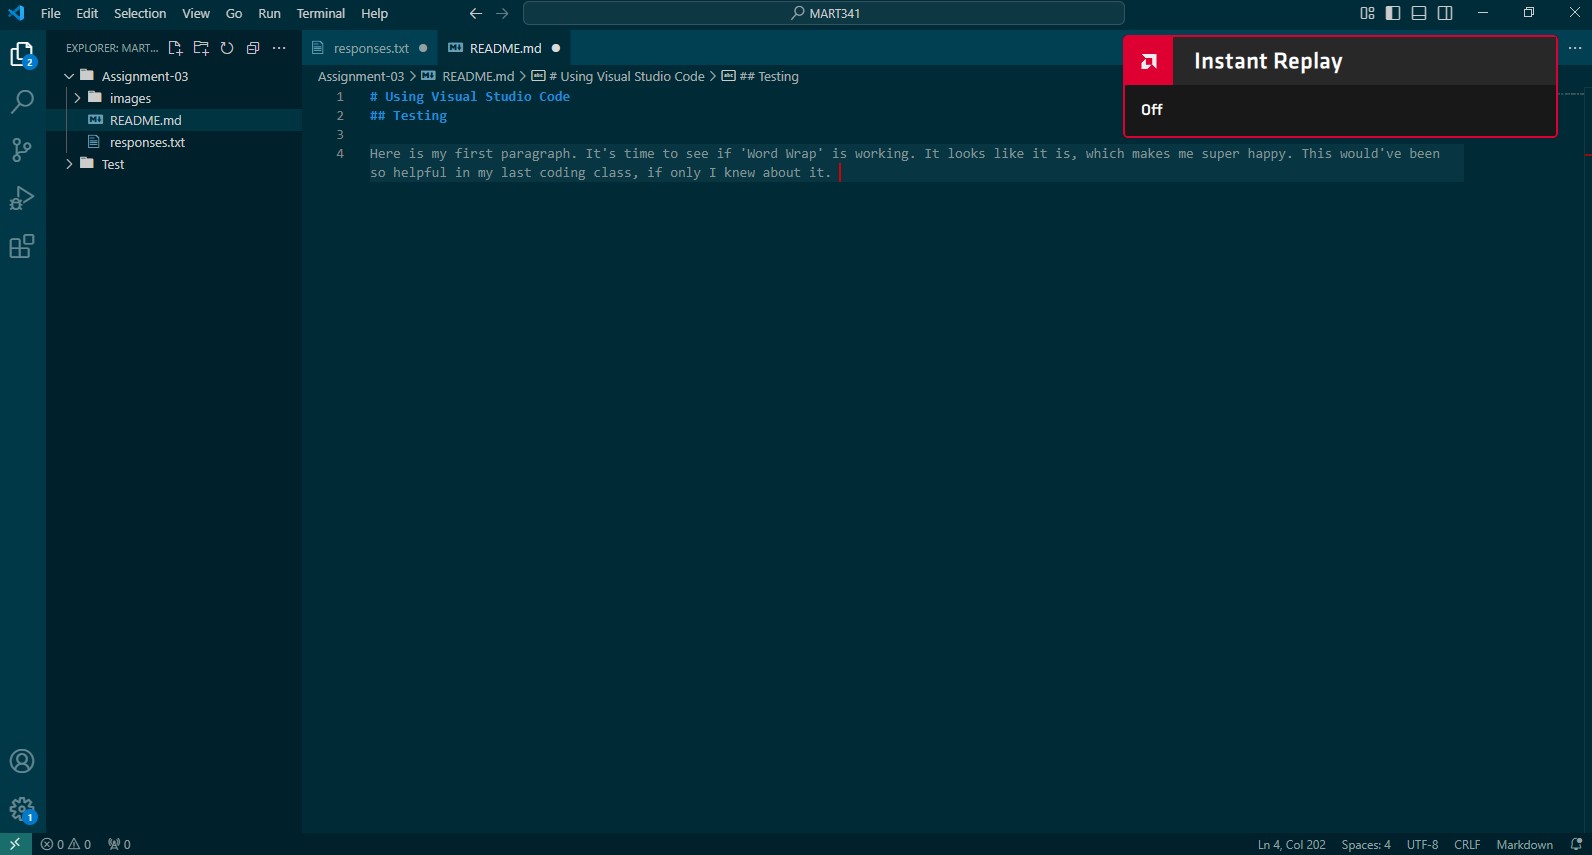 File Edit Selection View Go Run Terminal Help
MART341
EXPLORER: MART...
responses.txt
README.md
Instant Replay
Off
Assignment-03
images
README.md
responses.txt
Test
Assignment-03 > README.md > # Using Visual Studio Code > ## Testing
1 # Using Visual Studio Code
2 ## Testing
3
4 Here is my first paragraph. It's time to see if 'Word Wrap' is working. It looks like it is, which makes me super happy. This would've been
so helpful in my last coding class, if only I knew about it.
2
1
0 0 0
Ln 4, Col 202 Spaces: 4 UTF-8 CRLF Markdown